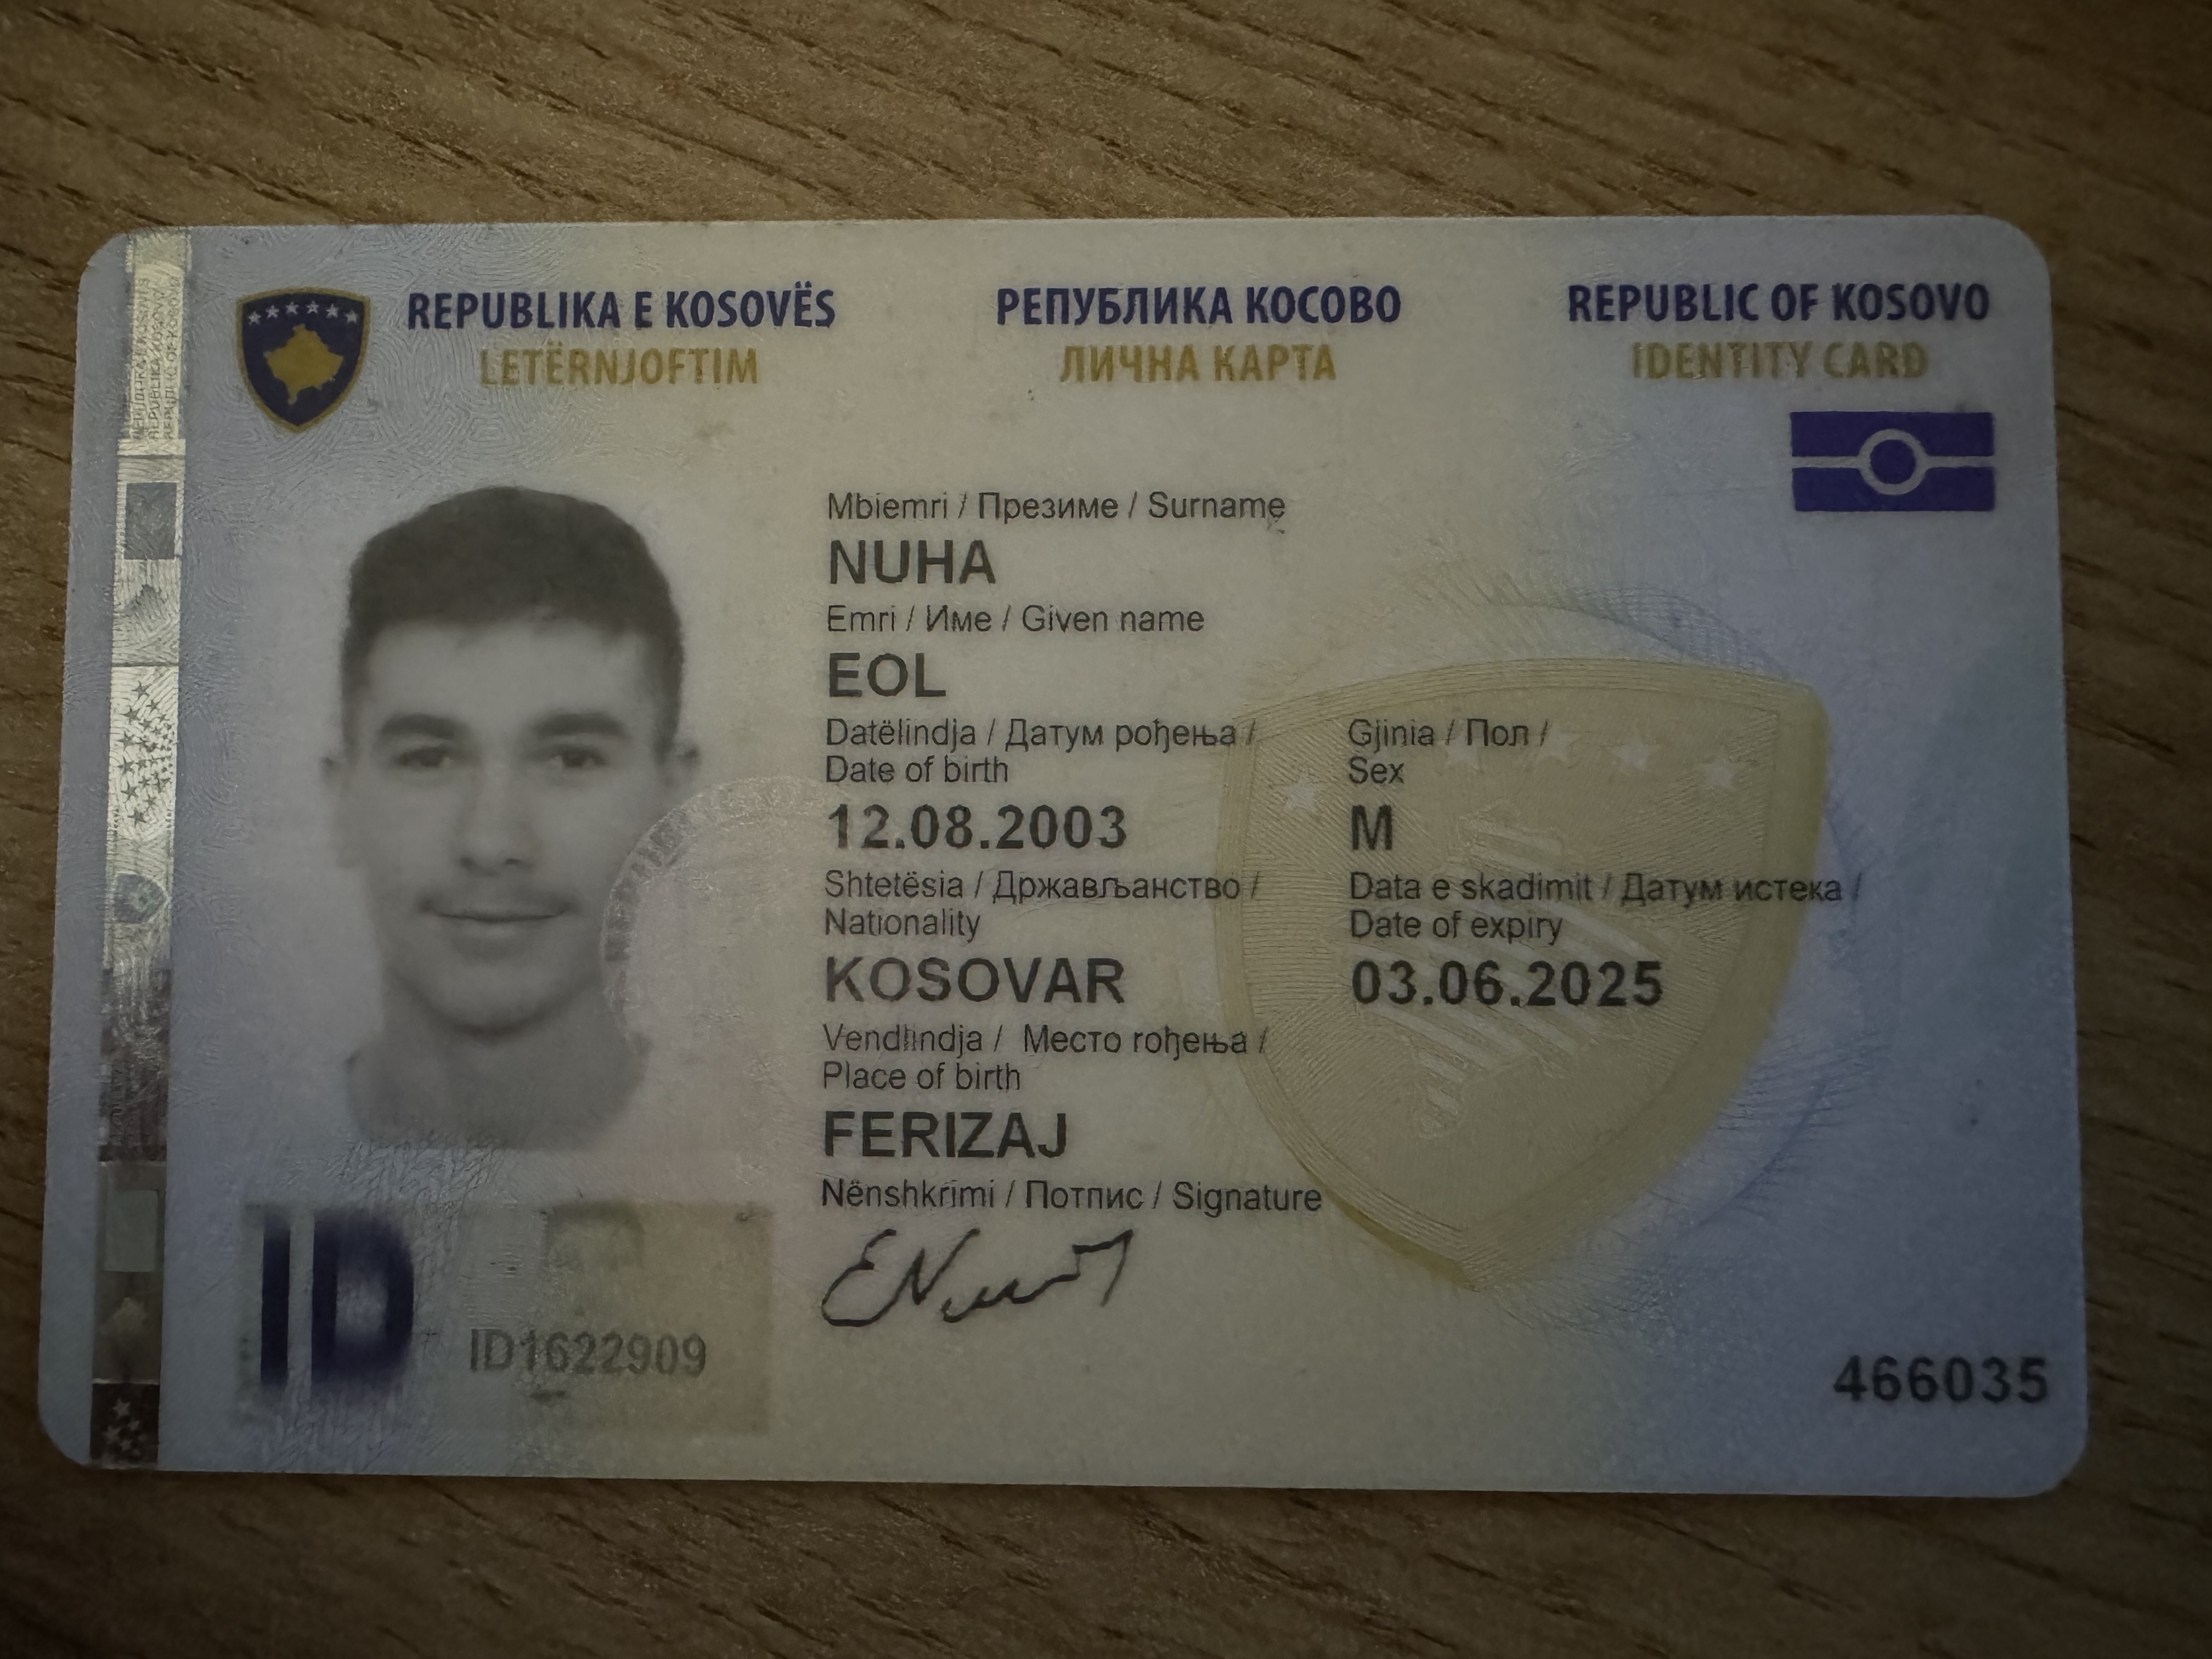 REPUBLIKA E KOSOVËS РЕПУБЛИКА КОСОВО REPUBLIC OF KOSOVO
LETËRNJOFTIM ЛИЧНА КАРТА IDENTITY CARD
Mbiemri / Презиме / Surname
NUHA
Emri / Име / Given name
EOL
Datëlindja / Датум рођења / Gjinia / Пол /
Date of birth Sex
12.08.2003 M
Shtetësia / Држављанство / Data e skadimit / Датум истека /
Nationality Date of expiry
KOSOVAR 03.06.2025
Vendlindja / Место рођења /
Place of birth
FERIZAJ
Nënshkrimi / Потпис / Signature
ID
ID16229909
466035
REPUBLIKA E KOSOVËS
REPUBLIKA KOSOVO
REPUBLIC OF KOSOVO